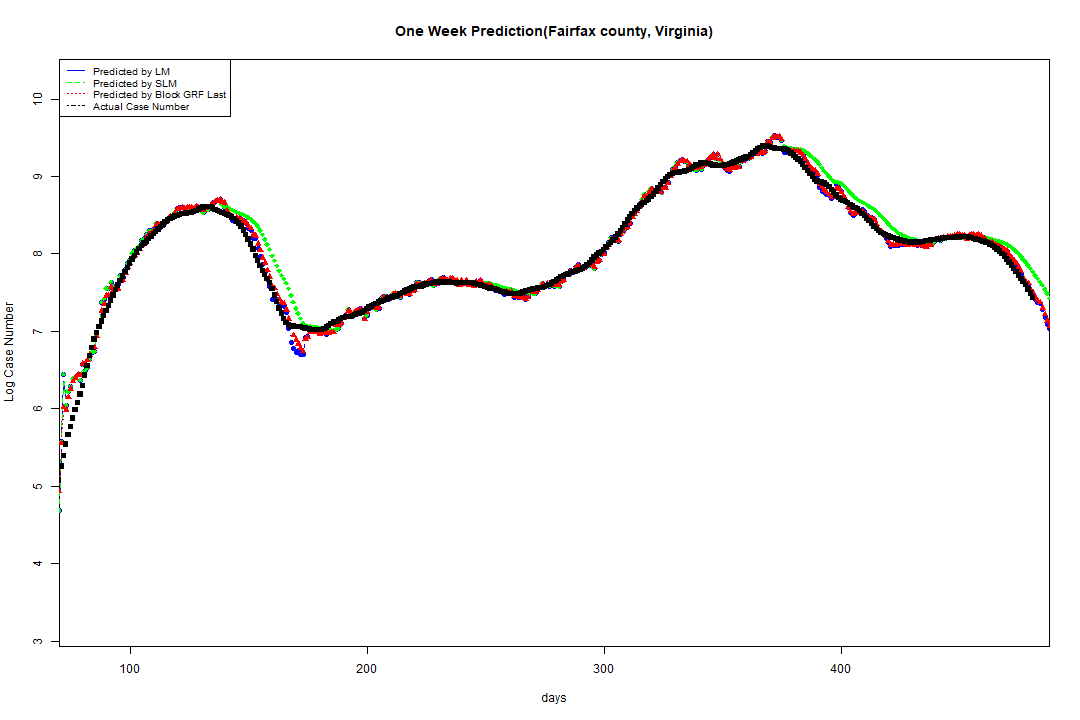 One Week Prediction(Fairfax county, Virginia)
Predicted by LM
Predicted by SLM
Predicted by Block GRF Last
Actual Case Number
Log Case Number
10
9
8
7
6
5
4
3
100
200
300
400
days